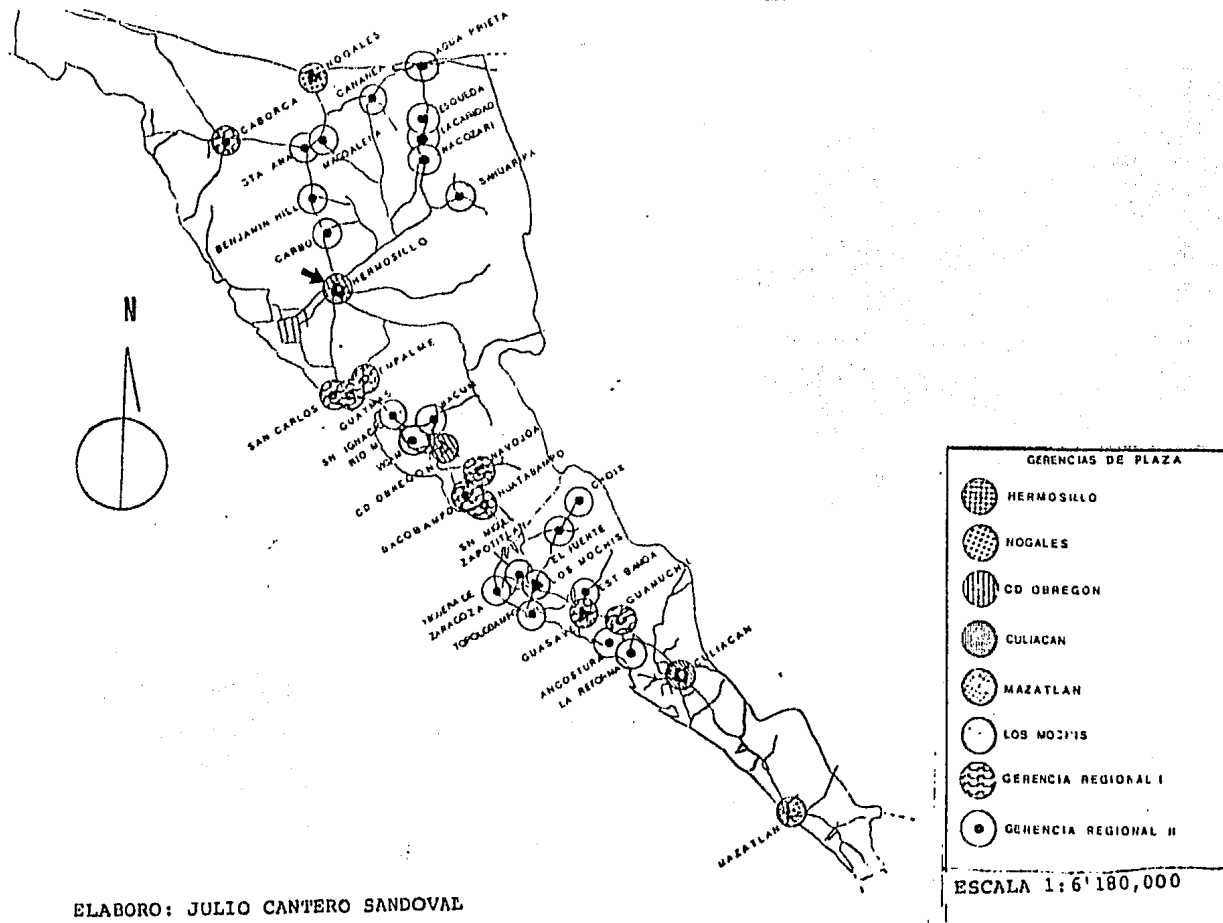 NOGALES
AGUA PRIETA
CANANEA
CABORCA
ESQUEDA
LA CARIDAD
NACOZARI
STA ANA
MAGDALENA
SAHUARIPA
BENJAMIN HILL
CARBO
HERMOSILLO
N
EMPALME
SAN CARLOS
GUAYMAS
BACUM
SN IGNACIO
RIO M
CD OBREGON
NAVOJOA
HUATABAMPO
BACOBAMPO
CHOIX
SN MIGL
ZAPOTITLAN
EL FUERTE
LOS MOCHIS
EST BAMOA
GUAMUCHIL
HIGUERA DE
ZARAGOZA
TOPOLOBAMPO
GUASAVE
ANGOSTURA
LA REFORMA
CULIACAN
MAZATLAN
GERENCIAS DE PLAZA
HERMOSILLO
NOGALES
CD OBREGON
CULIACAN
MAZATLAN
LOS MOCHIS
GERENCIA REGIONAL I
GERENCIA REGIONAL II
ESCALA 1:6'180,000
ELABORO: JULIO CANTERO SANDOVAL